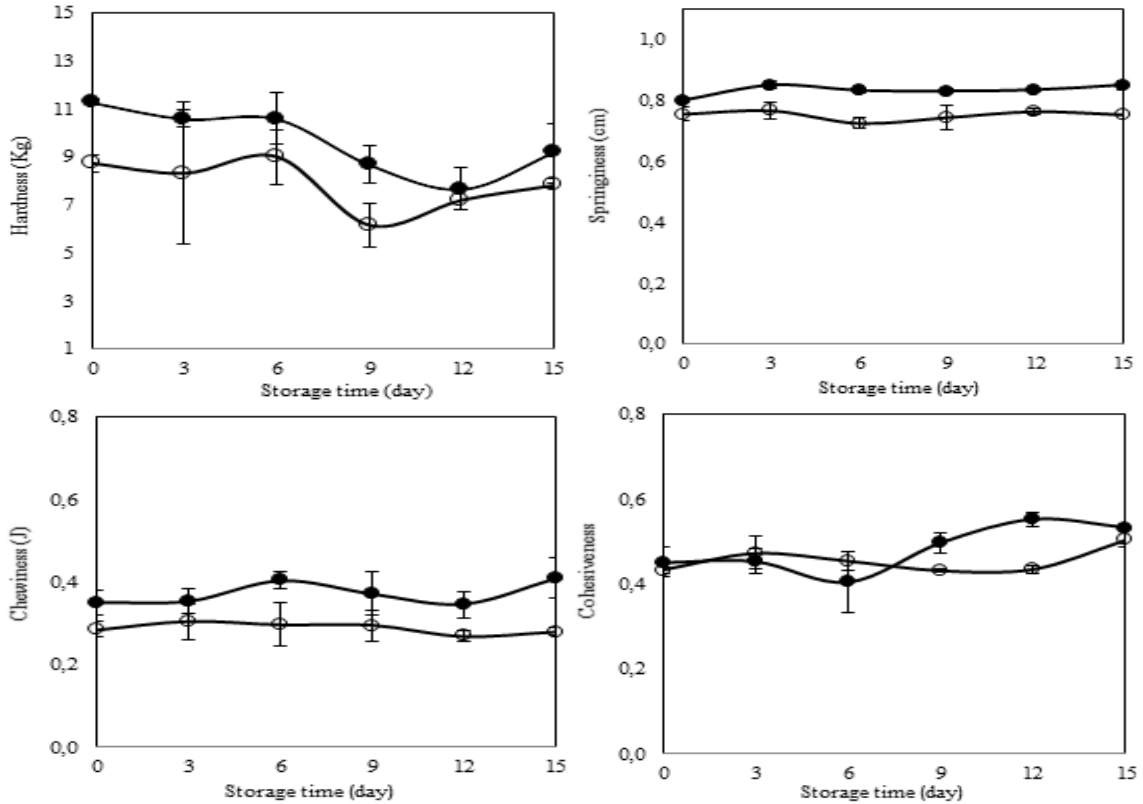 15
13
11
9
7
5
3
1
Hardness (Kg)
0 3 6 9 12 15
Storage time (day)
1,0
0,8
0,6
0,4
0,2
0,0
Springiness (cm)
0 3 6 9 12 15
Storage time (day)
0,8
0,6
0,4
0,2
0,0
Chewiness (J)
0 3 6 9 12 15
Storage time (day)
0,8
0,6
0,4
0,2
0,0
Cohesiveness
0 3 6 9 12 15
Storage time (day)